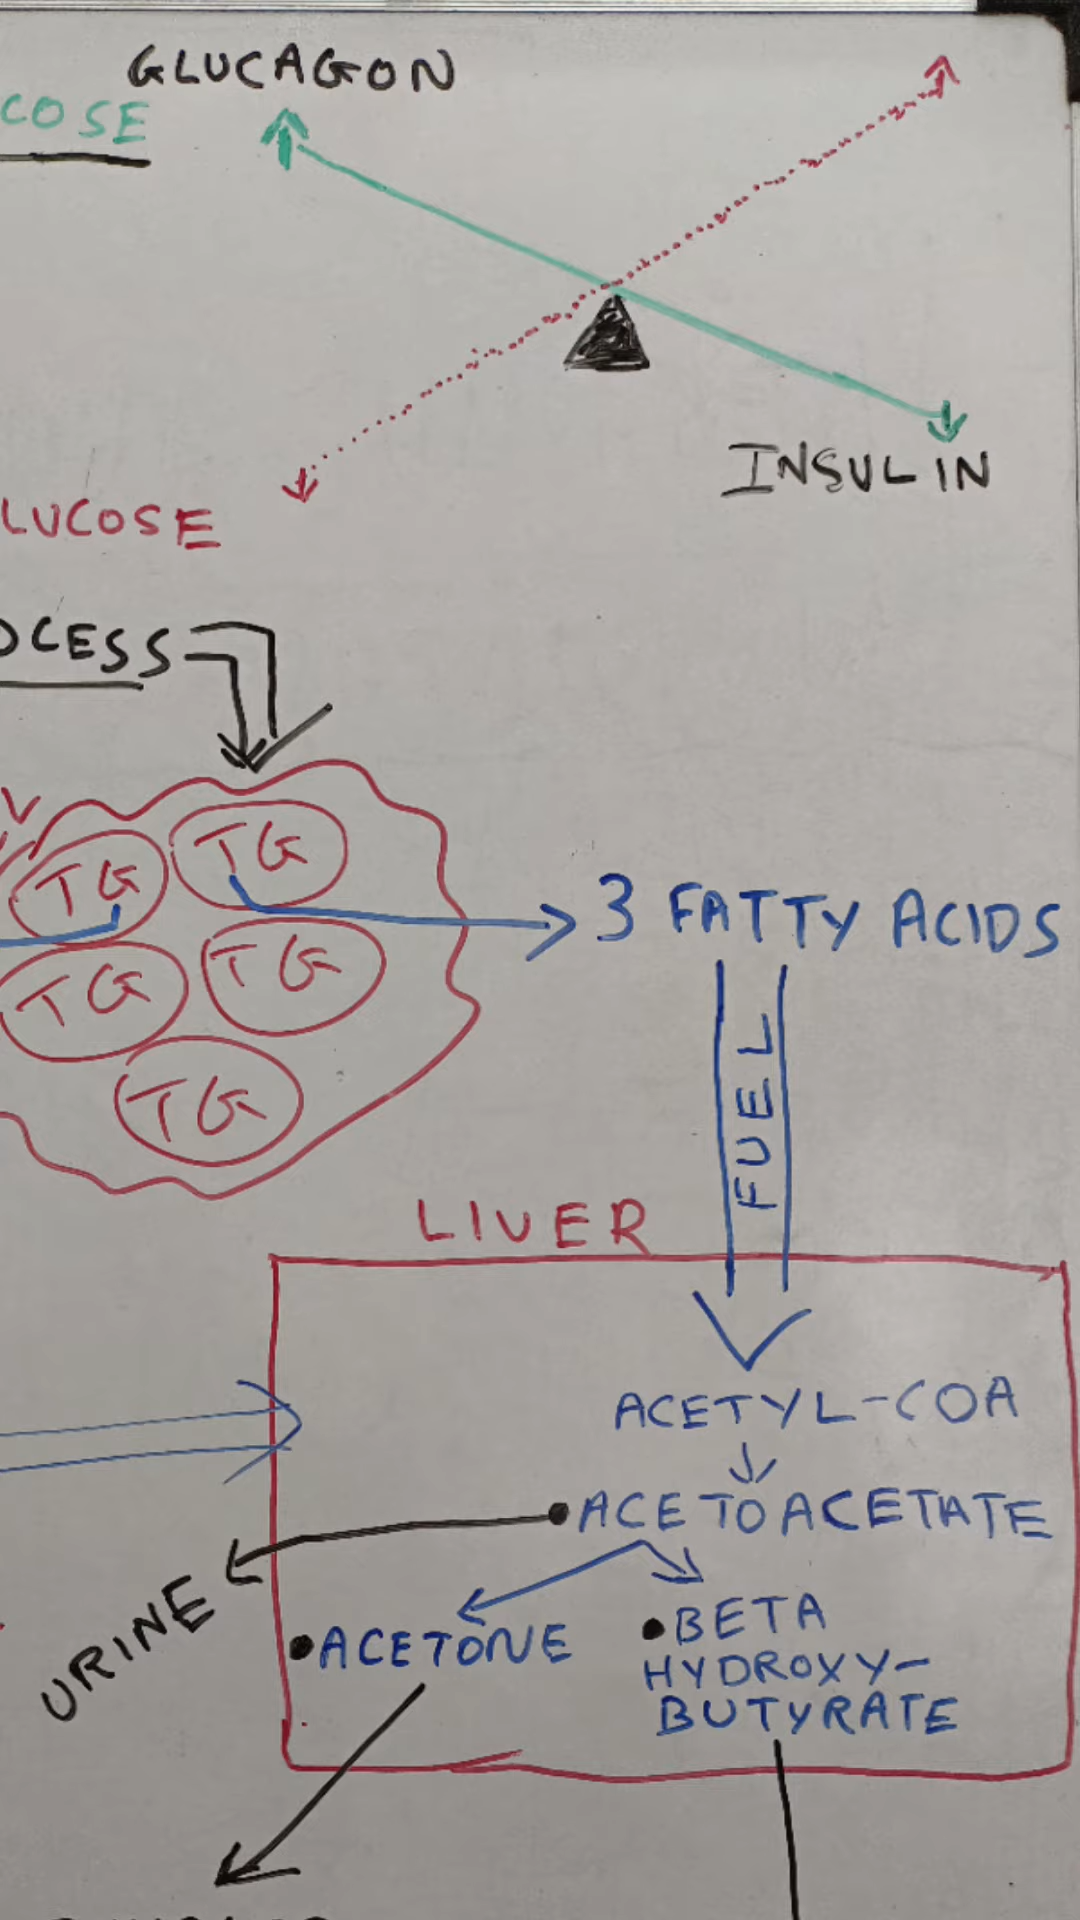 GLUCAGON
COSE
INSULIN
LUCOSE
OCESS
TG
TG
3 FATTY ACIDS
TG
TG
TG
FUEL
LIVER
ACETYL-COA
ACETOACETATE
URINE
ACETONE
BETA
HYDROXY-
BUTYRATE